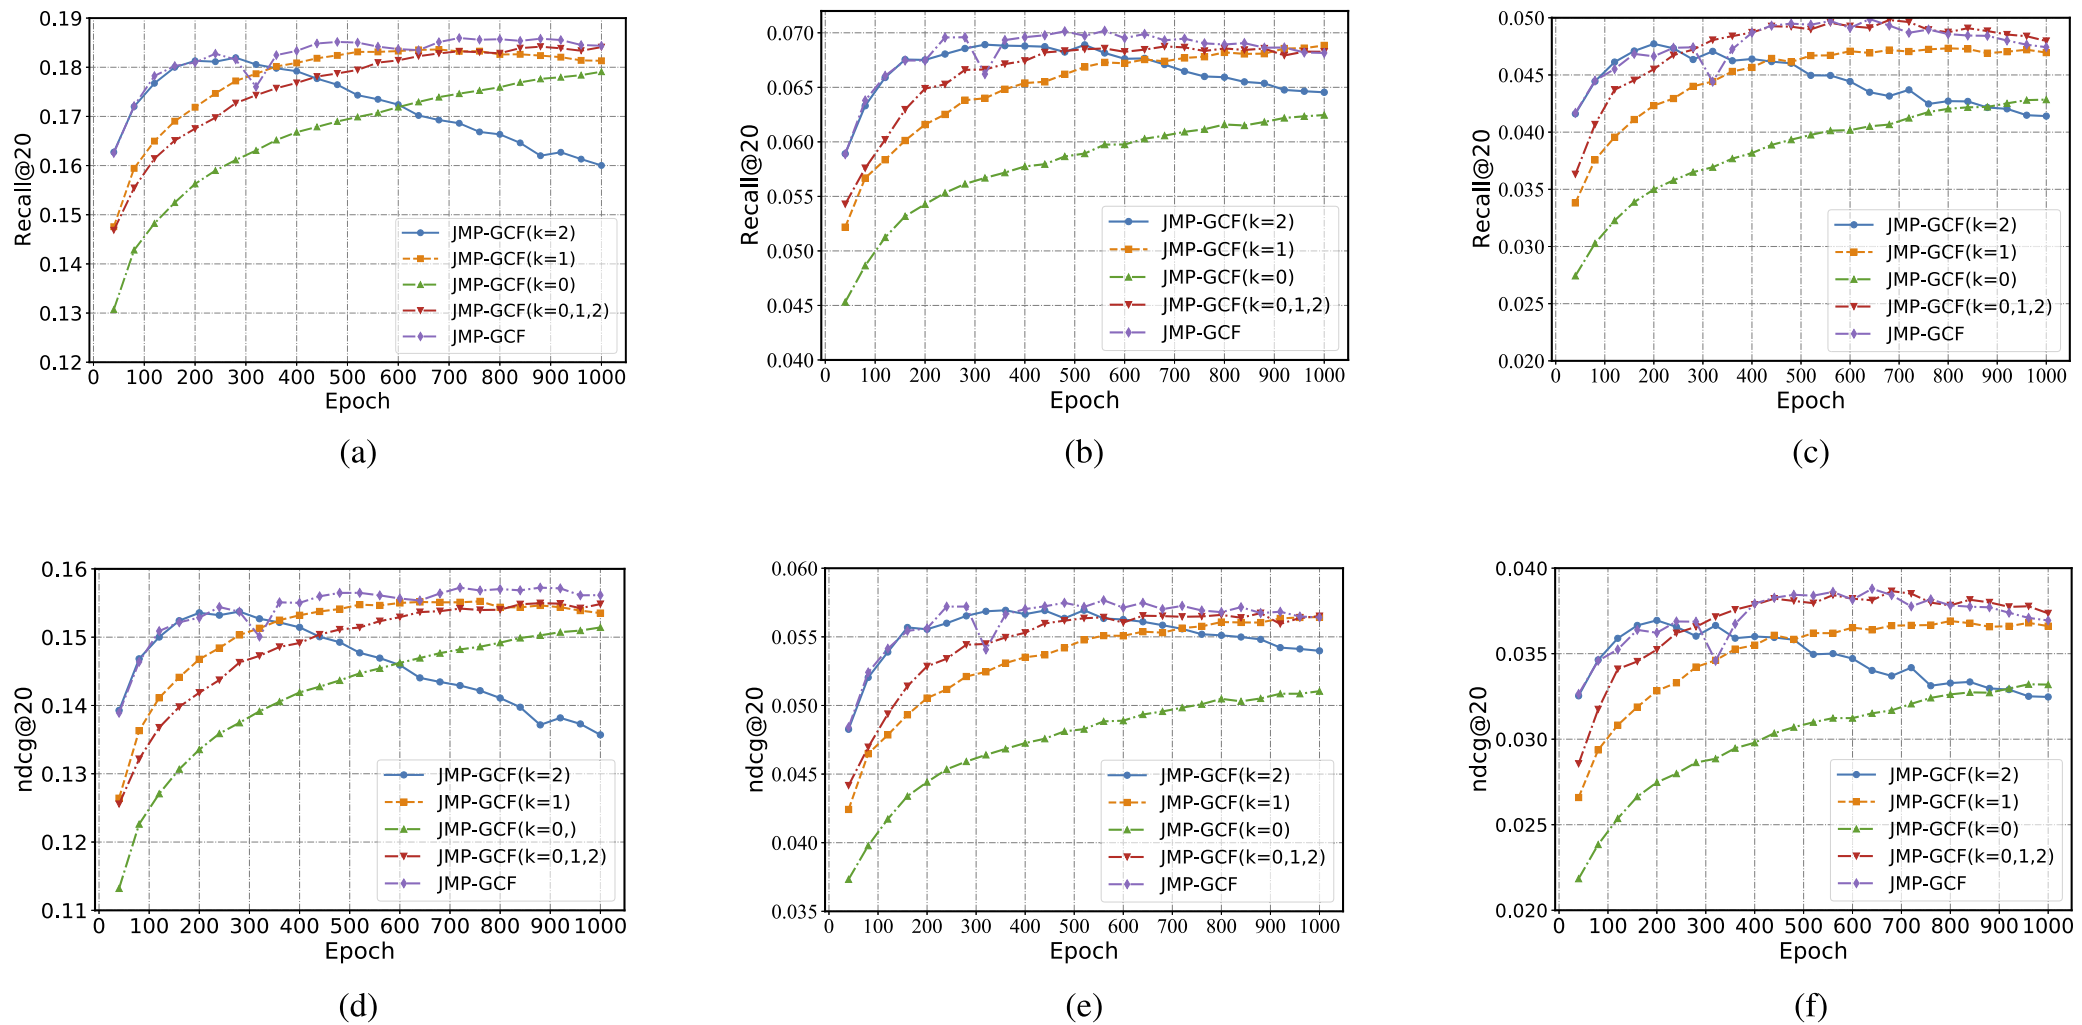 0.19
0.18
0.17
0.16
0.15
0.14
0.13
0.12
Recall@20
JMP-GCF(k=2)
JMP-GCF(k=1)
JMP-GCF(k=0)
JMP-GCF(k=0,1,2)
JMP-GCF
0 100 200 300 400 500 600 700 800 900 1000
Epoch
(a)
0.070
0.065
0.060
0.055
0.050
0.045
0.040
Recall@20
JMP-GCF(k=2)
JMP-GCF(k=1)
JMP-GCF(k=0)
JMP-GCF(k=0,1,2)
JMP-GCF
0 100 200 300 400 500 600 700 800 900 1000
Epoch
(b)
0.050
0.045
0.040
0.035
0.030
0.025
0.020
Recall@20
JMP-GCF(k=2)
JMP-GCF(k=1)
JMP-GCF(k=0)
JMP-GCF(k=0,1,2)
JMP-GCF
0 100 200 300 400 500 600 700 800 900 1000
Epoch
(c)
0.16
0.15
0.14
0.13
0.12
0.11
ndcg@20
JMP-GCF(k=2)
JMP-GCF(k=1)
JMP-GCF(k=0,)
JMP-GCF(k=0,1,2)
JMP-GCF
0 100 200 300 400 500 600 700 800 900 1000
Epoch
(d)
0.060
0.055
0.050
0.045
0.040
0.035
ndcg@20
JMP-GCF(k=2)
JMP-GCF(k=1)
JMP-GCF(k=0)
JMP-GCF(k=0,1,2)
JMP-GCF
0 100 200 300 400 500 600 700 800 900 1000
Epoch
(e)
0.040
0.035
0.030
0.025
0.020
ndcg@20
JMP-GCF(k=2)
JMP-GCF(k=1)
JMP-GCF(k=0)
JMP-GCF(k=0,1,2)
JMP-GCF
0 100 200 300 400 500 600 700 800 900 1000
Epoch
(f)